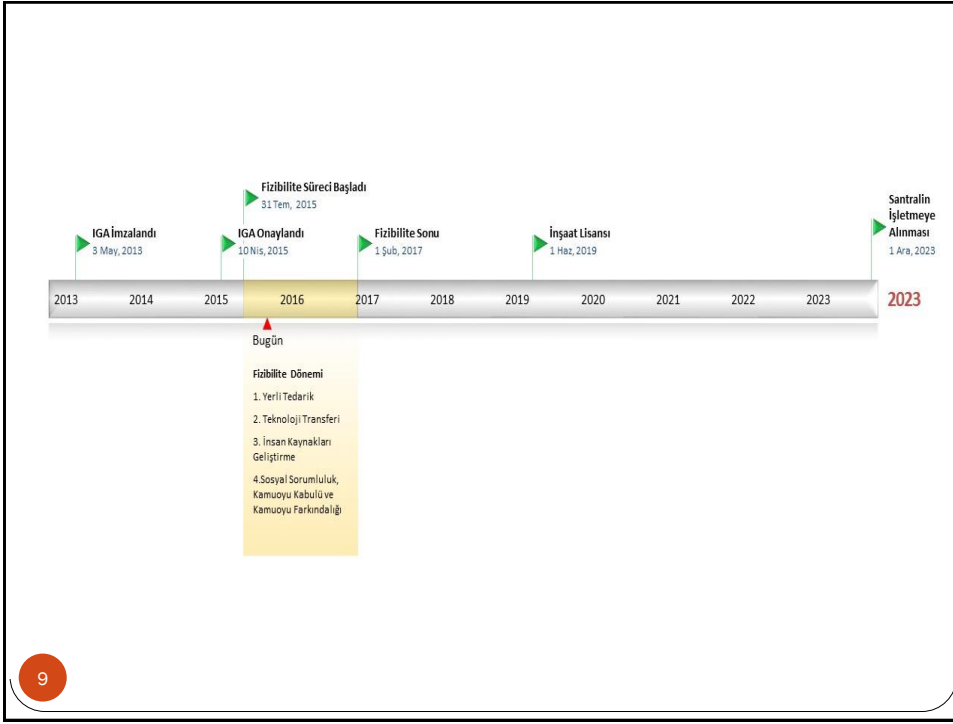 Fizibilite Süreci Başladı
31 Tem, 2015
Santralin
İşletmeye
Alınması
1 Ara, 2023
IGA İmzalandı
3 May, 2013
IGA Onaylandı
10 Nis, 2015
Fizibilite Sonu
1 Şub, 2017
İnşaat Lisansı
1 Haz, 2019
2013 2014 2015 2016 2017 2018 2019 2020 2021 2022 2023 2023
Bugün
Fizibilite Dönemi
1. Yerli Tedarik
2. Teknoloji Transferi
3. İnsan Kaynakları
Geliştirme
4.Sosyal Sorumluluk,
Kamuoyu Kabulü ve
Kamuoyu Farkındalığı
9